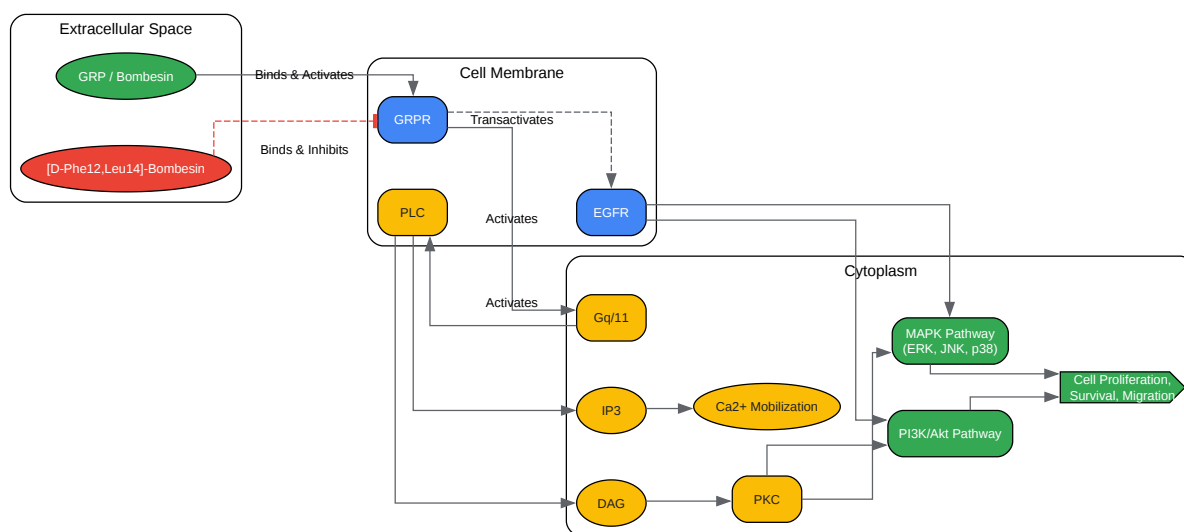 Extracellular Space
GRP / Bombesin
Binds & Activates
Cell Membrane
GRPR
Transactivates
Binds & Inhibits
[D-Phe12,Leu14]-Bombesin
PLC
Activates
EGFR
Cytoplasm
Activates
Gq/11
MAPK Pathway
(ERK, JNK, p38)
Cell Proliferation,
Survival, Migration
IP3
Ca2+ Mobilization
PI3K/Akt Pathway
DAG
PKC